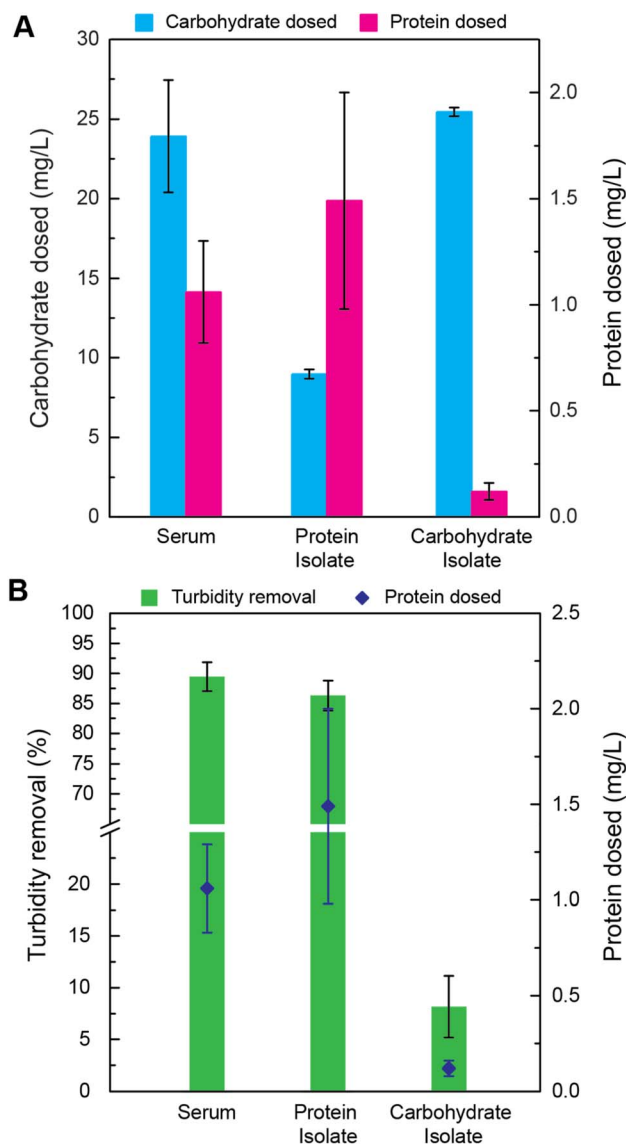 A
Carbohydrate dosed Protein dosed
Carbohydrate dosed (mg/L)
30
25
20
15
10
5
0
2.0
1.5
1.0
0.5
0.0
Protein dosed (mg/L)
Serum
Protein
Isolate
Carbohydrate
Isolate
B
Turbidity removal Protein dosed
Turbidity removal (%)
100
95
90
85
80
75
70
20
15
10
5
0
2.5
2.0
1.5
1.0
0.5
0.0
Protein dosed (mg/L)
Serum
Protein
Isolate
Carbohydrate
Isolate